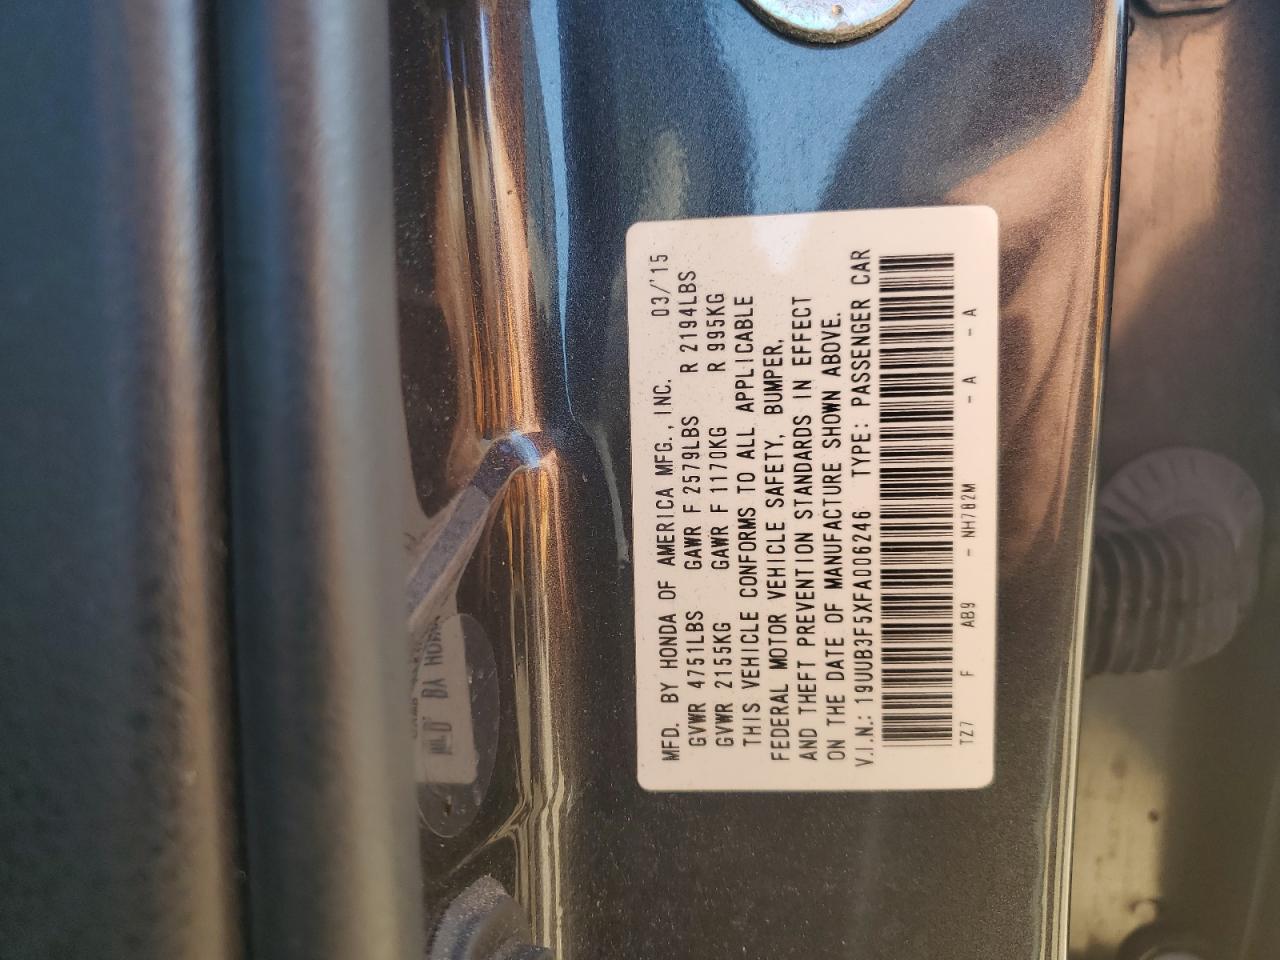 MFD. BY HONDA OF AMERICA MFG., INC. 03/'15
GVWR 4751LBS GAWR F 2579LBS R 2194LBS
GVWR 2155KG GAWR F 1170KG R 995KG
THIS VEHICLE CONFORMS TO ALL APPLICABLE
FEDERAL MOTOR VEHICLE SAFETY, BUMPER,
AND THEFT PREVENTION STANDARDS IN EFFECT
ON THE DATE OF MANUFACTURE SHOWN ABOVE.
V.I.N.: 19UUB3F5XFA006246 TYPE: PASSENGER CAR
TZ7 F AB9 - NH782M - A - A